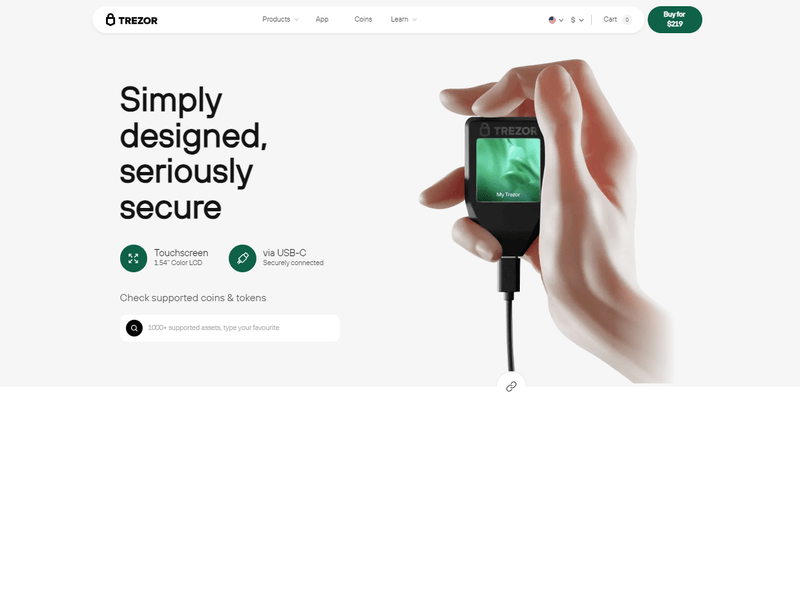 TREZOR
Products
App
Coins
Learn
$
Cart
0
Buy for
$219
Simply
designed,
seriously
secure
TREZOR
My Trezor
Touchscreen
1.54" Color LCD
via USB-C
Securely connected
Check supported coins & tokens
1000+ supported assets, type your favourite